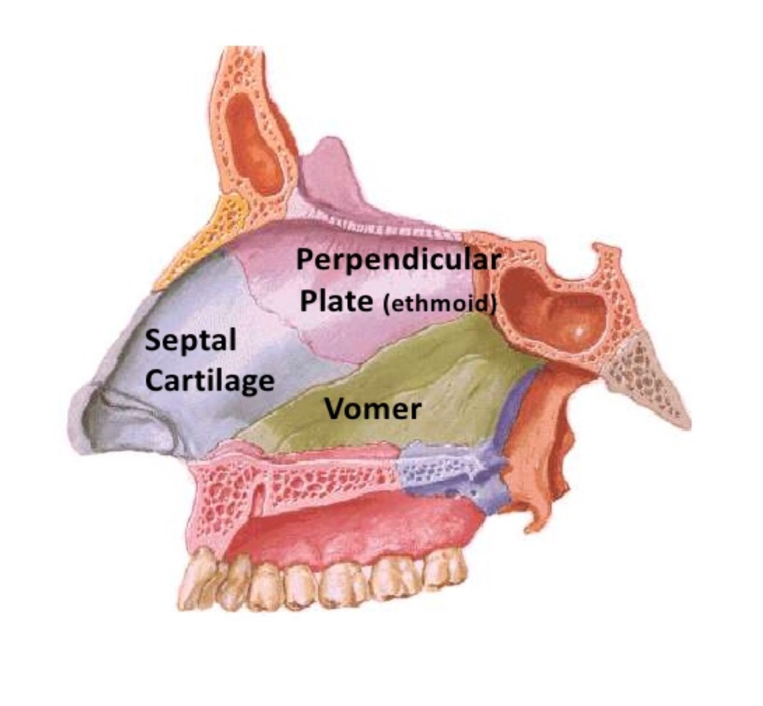 Perpendicular
Plate (ethmoid)
Septal
Cartilage
Vomer